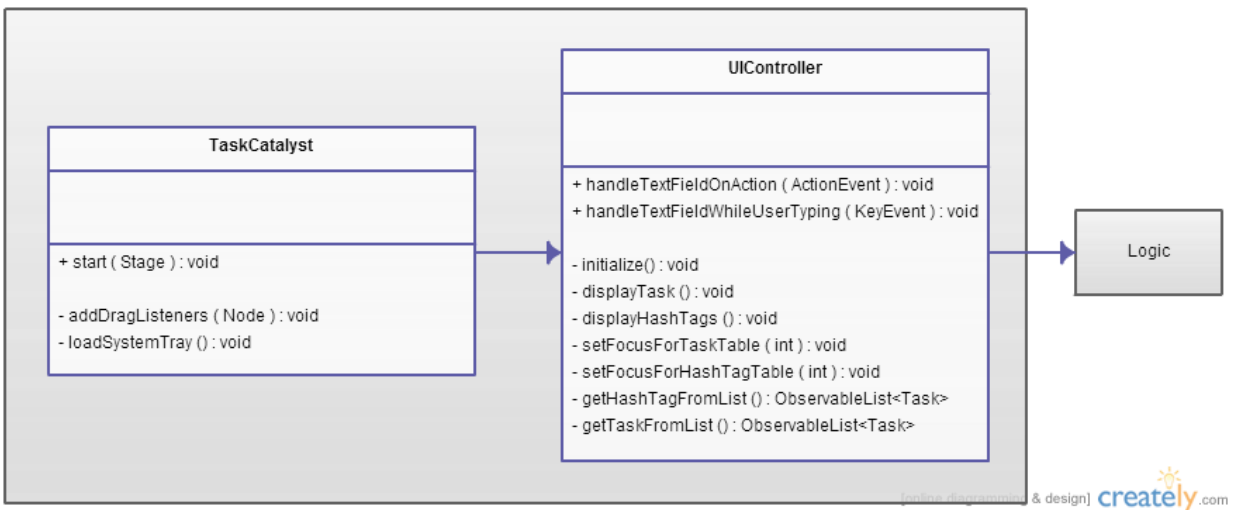 TaskCatalyst
+ start ( Stage ) : void
- addDragListeners ( Node ) : void
- loadSystemTray () : void
UIController
+ handleTextFieldOnAction ( ActionEvent ) : void
+ handleTextFieldWhileUserTyping ( KeyEvent ) : void
- initialize() : void
- displayTask () : void
- displayHashTags () : void
- setFocusForTaskTable ( int ) : void
- setFocusForHashTagTable ( int ) : void
- getHashTagFromList () : ObservableList<Task>
- getTaskFromList () : ObservableList<Task>
Logic
[online diagramming & design] creately.com